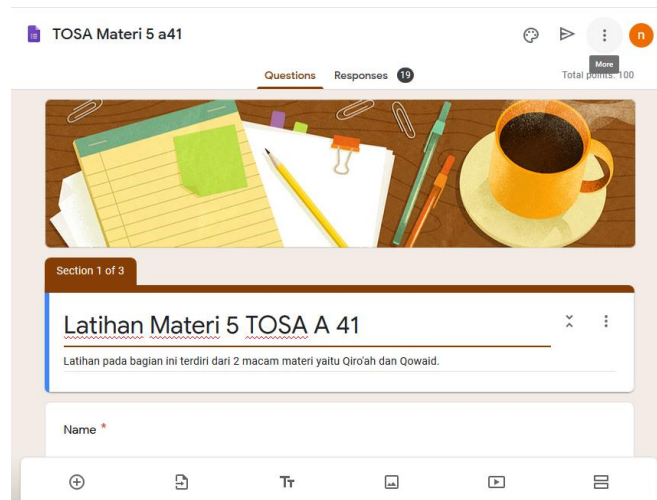 TOSA Materi 5 a41
n
More
Questions Responses 19 Total points: 100
Section 1 of 3
Latihan Materi 5 TOSA A 41
Latihan pada bagian ini terdiri dari 2 macam materi yaitu Qiro'ah dan Qowaid.
Name *
Tт